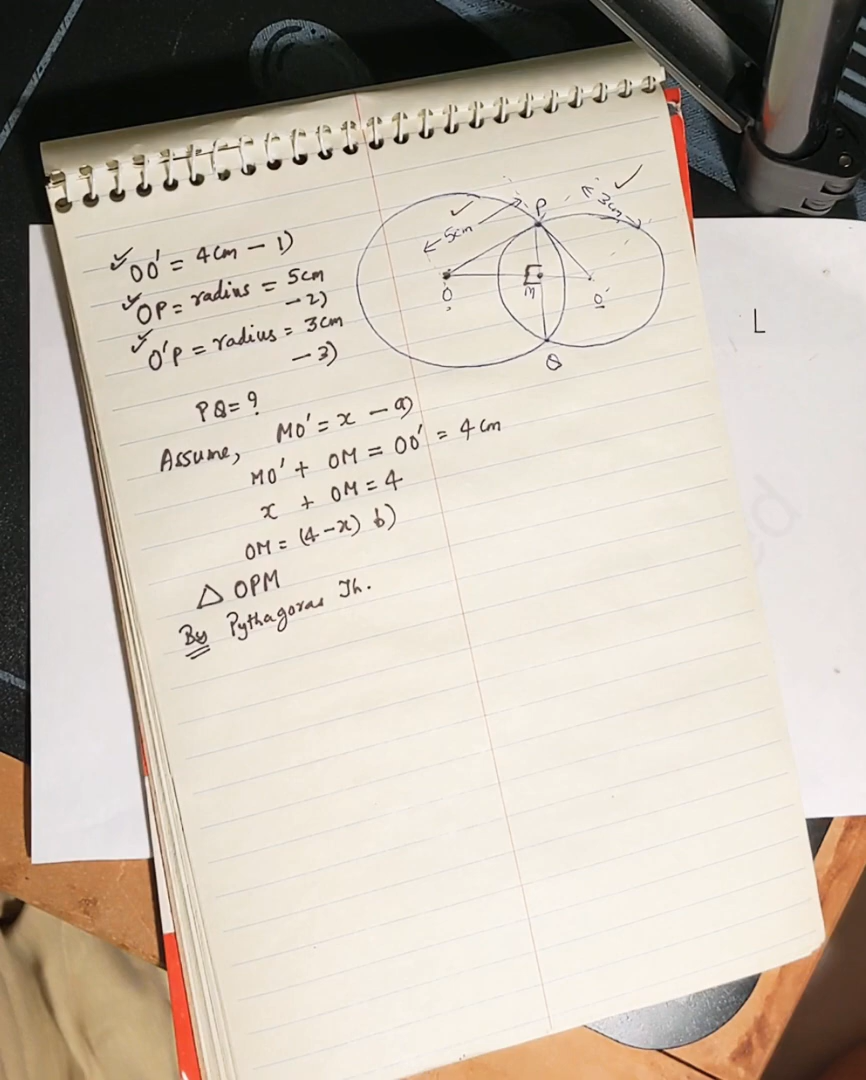 OO' = 4cm - 1)
OP = radius = 5cm
- 2)
O'P = radius = 3cm
- 3)
← 5cm →
P
← 3cm →
O
M
O'
Q
PQ = ?
Assume, MO' = x - a)
MO' + OM = OO' = 4cm
x + OM = 4
OM = (4-x) b)
△ OPM
By Pythagoras Th.
L